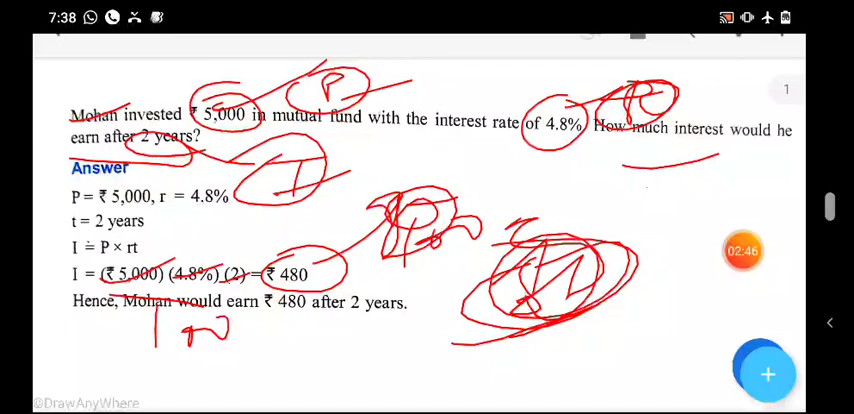 7:38
1
Mohan invested ₹ 5,000 in mutual fund with the interest rate of 4.8%. How much interest would he
earn after 2 years?
Answer
P = ₹ 5,000, r = 4.8%
t = 2 years
I = P × rt
I = (₹ 5,000) (4.8%) (2) = ₹ 480
Hence, Mohan would earn ₹ 480 after 2 years.
P
02:46
+
@DrawAnyWhere